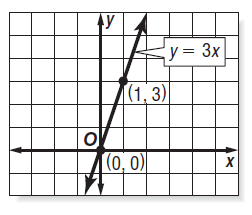 y
y = 3x
(1, 3)
O
(0, 0)
x